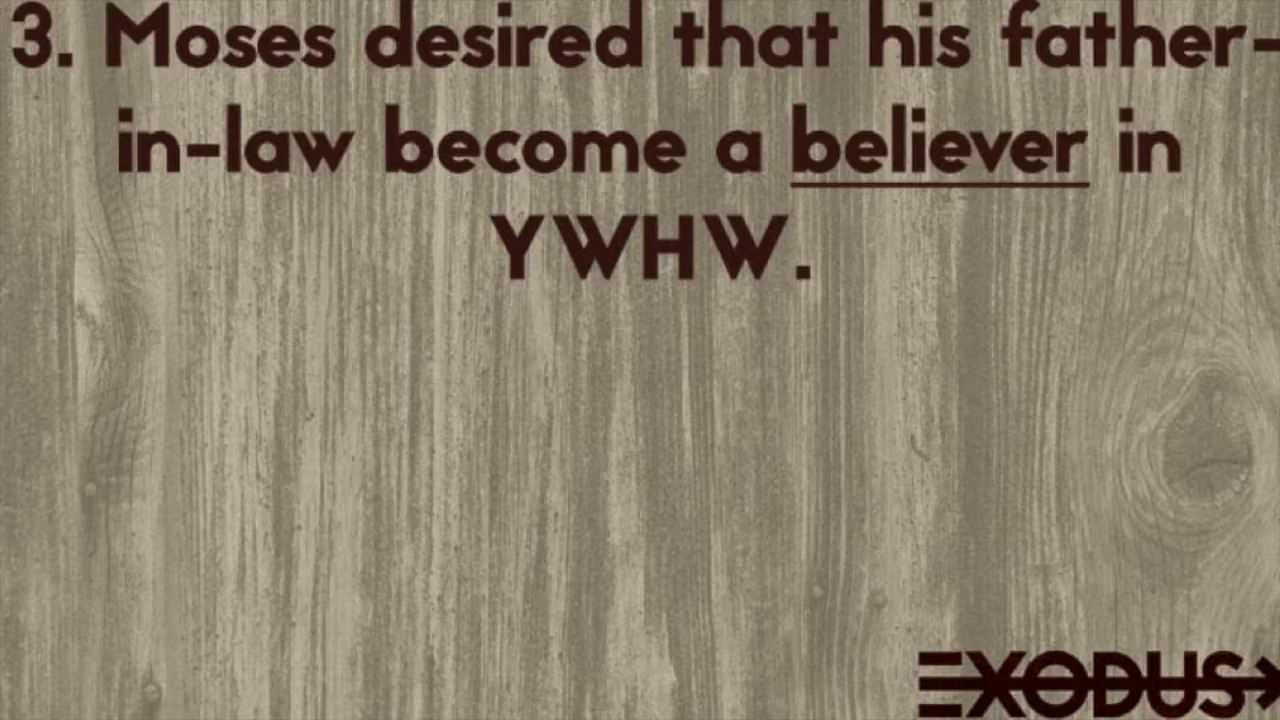 3. Moses desired that his father-
in-law become a believer in
YWHW.
EXODUS